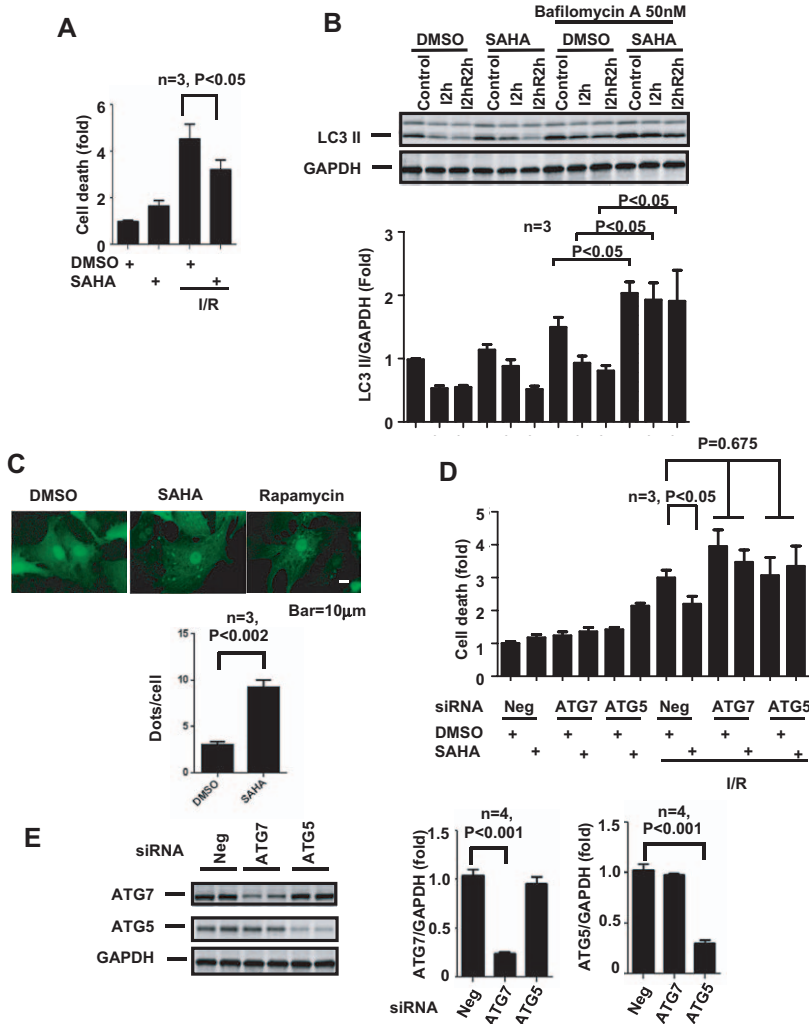 A
n=3, P<0.05
Cell death (fold)
6
4
2
0
DMSO + +
SAHA + +
I/R
B
Bafilomycin A 50nM
DMSO SAHA DMSO SAHA
Control I2h I2hR2h Control I2h I2hR2h Control I2h I2hR2h Control I2h I2hR2h
LC3 II
GAPDH
P<0.05
n=3 P<0.05
P<0.05
LC3 II/GAPDH (Fold)
3
2
1
0
C
DMSO SAHA Rapamycin
Bar=10μm
n=3,
P<0.002
Dots/cell
15
10
5
0
DMSO SAHA
D
P=0.675
n=3, P<0.05
Cell death (fold)
5
4
3
2
1
0
siRNA Neg ATG7 ATG5 Neg ATG7 ATG5
DMSO + + + + + +
SAHA + + + + + +
I/R
E
siRNA Neg ATG7 ATG5
ATG7
ATG5
GAPDH
n=4,
P<0.001
ATG7/GAPDH (fold)
1.5
1.0
0.5
0.0
siRNA Neg ATG7 ATG5
n=4,
P<0.001
ATG5/GAPDH (fold)
1.5
1.0
0.5
0.0
Neg ATG7 ATG5